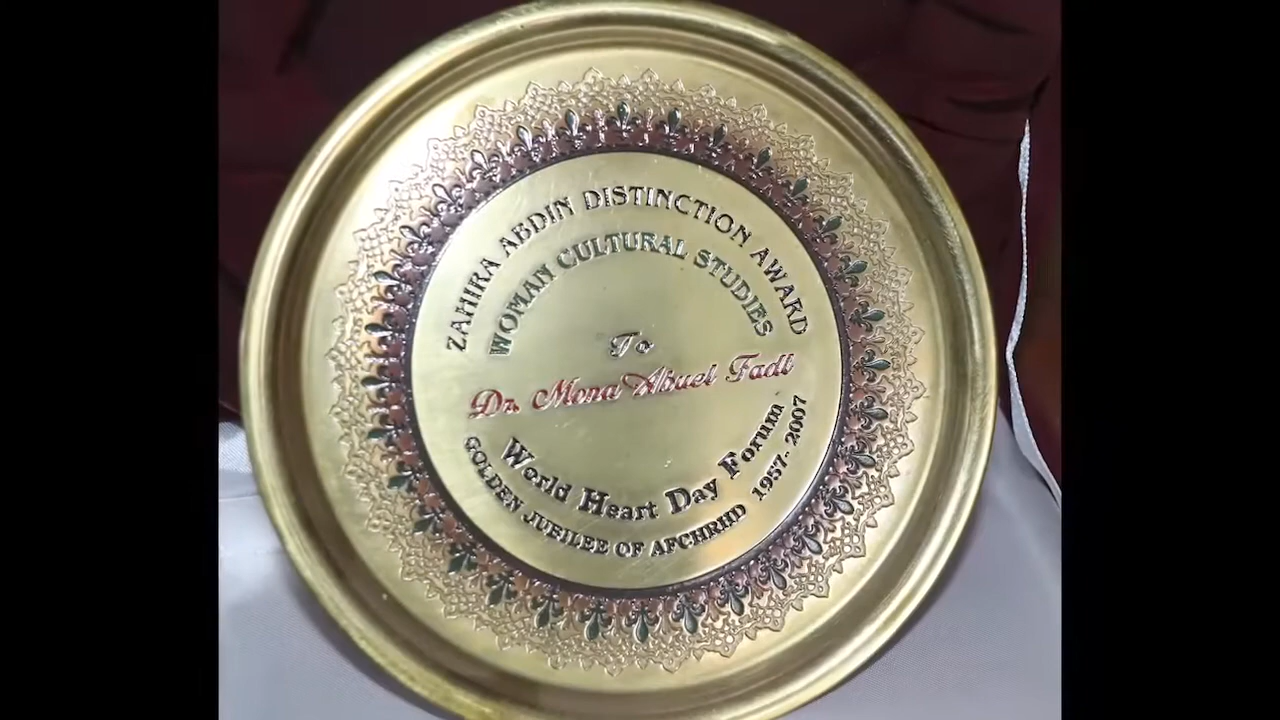 ZAHIRA ABDIN DISTINCTION AWARD
WOMAN CULTURAL STUDIES
To
Dr. Mona Abuel Fadl
World Heart Day Forum
GOLDEN JUBILEE OF AFCHRHD 1957-2007